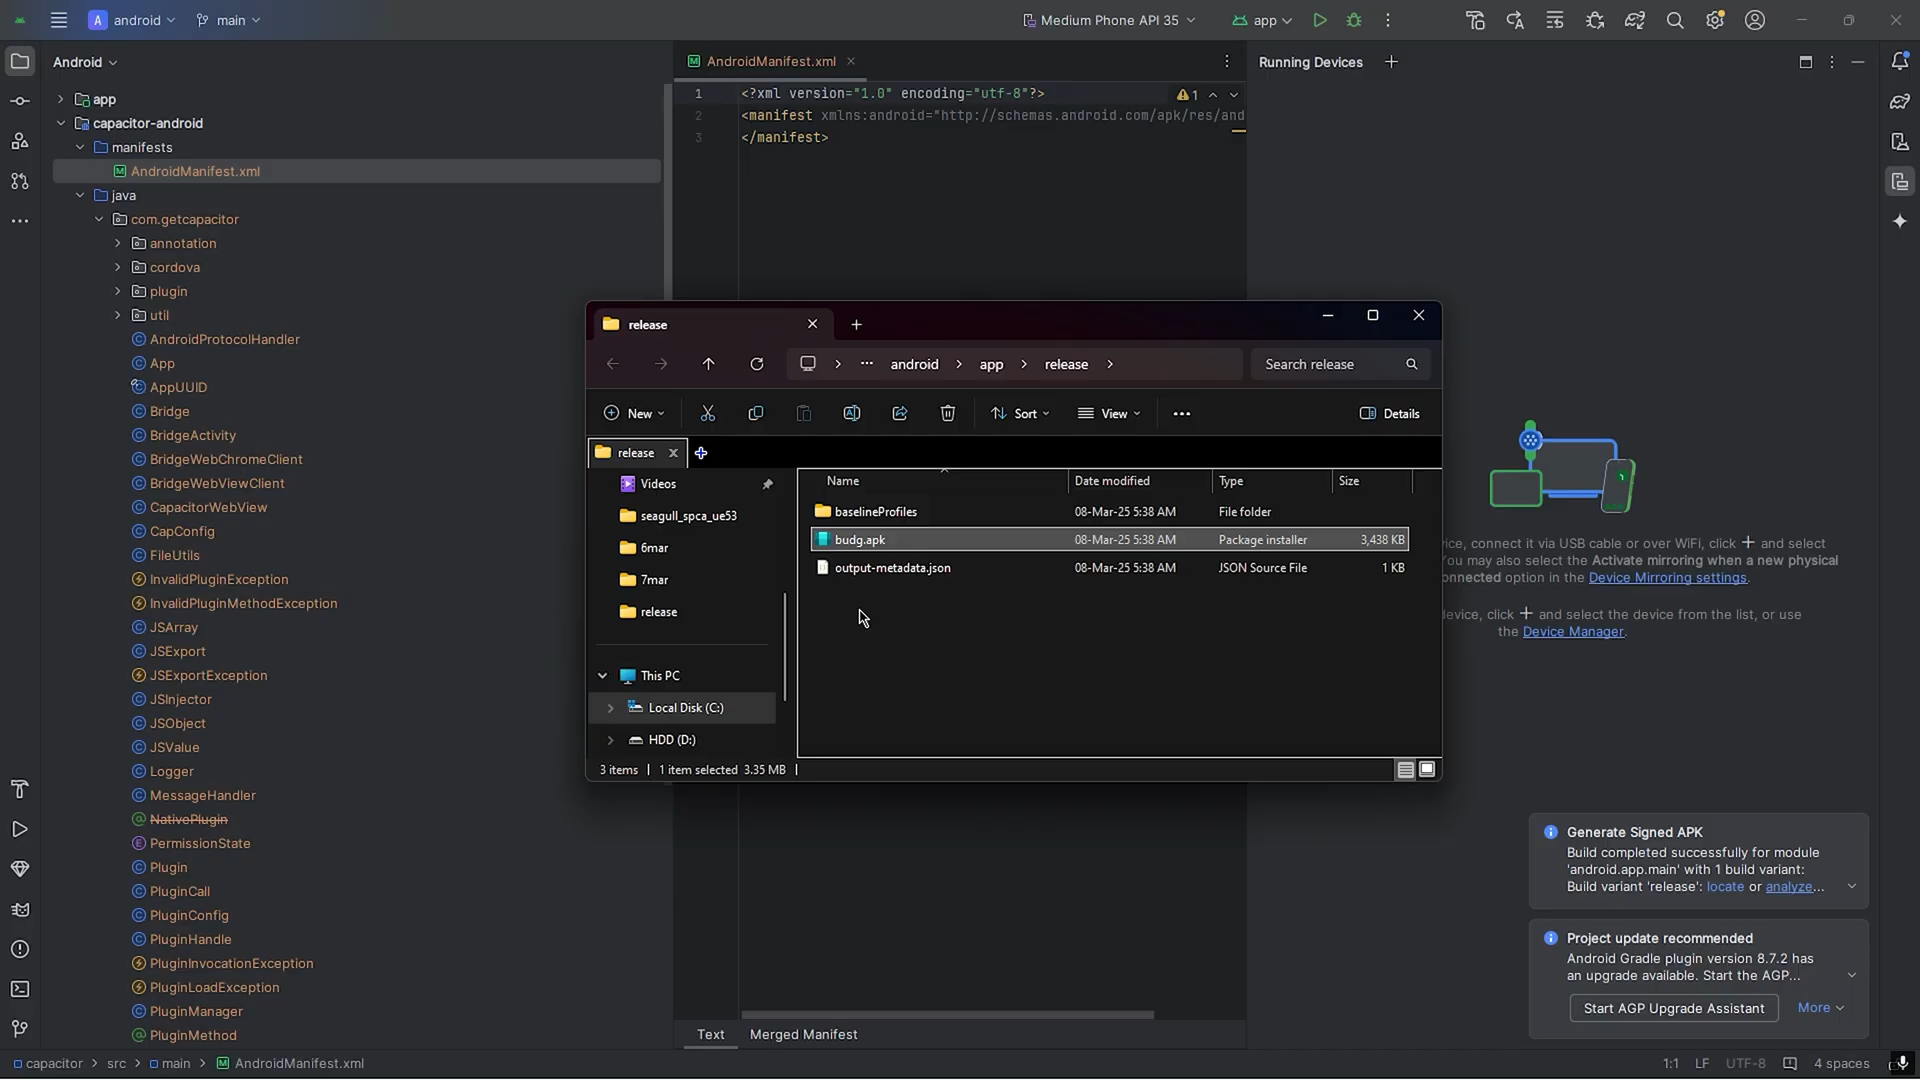 A android main Medium Phone API 35 app
Android
app
capacitor-android
manifests
AndroidManifest.xml
java
com.getcapacitor
annotation
cordova
plugin
util
AndroidProtocolHandler
App
AppUUID
Bridge
BridgeActivity
BridgeWebChromeClient
BridgeWebViewClient
CapacitorWebView
CapConfig
FileUtils
InvalidPluginException
InvalidPluginMethodException
JSArray
JSExport
JSExportException
JSInjector
JSObject
JSValue
Logger
MessageHandler
NativePlugin
PermissionState
Plugin
PluginCall
PluginConfig
PluginHandle
PluginInvocationException
PluginLoadException
PluginManager
PluginMethod
AndroidManifest.xml
1 <?xml version="1.0" encoding="utf-8"?>
2 <manifest xmlns:android="http://schemas.android.com/apk/res/and
3 </manifest>
1
Text Merged Manifest
Running Devices
ice, connect it via USB cable or over WiFi, click + and select
ou may also select the Activate mirroring when a new physical
onnected option in the Device Mirroring settings.
evice, click + and select the device from the list, or use
the Device Manager.
release
android app release Search release
New Sort View Details
release
Videos
seagull_spca_ue53
6mar
7mar
release
This PC
Local Disk (C:)
HDD (D:)
Name Date modified Type Size
baselineProfiles 08-Mar-25 5:38 AM File folder
budg.apk 08-Mar-25 5:38 AM Package installer 3,438 KB
output-metadata.json 08-Mar-25 5:38 AM JSON Source File 1 KB
3 items 1 item selected 3.35 MB
Generate Signed APK
Build completed successfully for module
'android.app.main' with 1 build variant:
Build variant 'release': locate or analyze...
Project update recommended
Android Gradle plugin version 8.7.2 has
an upgrade available. Start the AGP...
Start AGP Upgrade Assistant More
capacitor src main AndroidManifest.xml 1:1 LF UTF-8 4 spaces